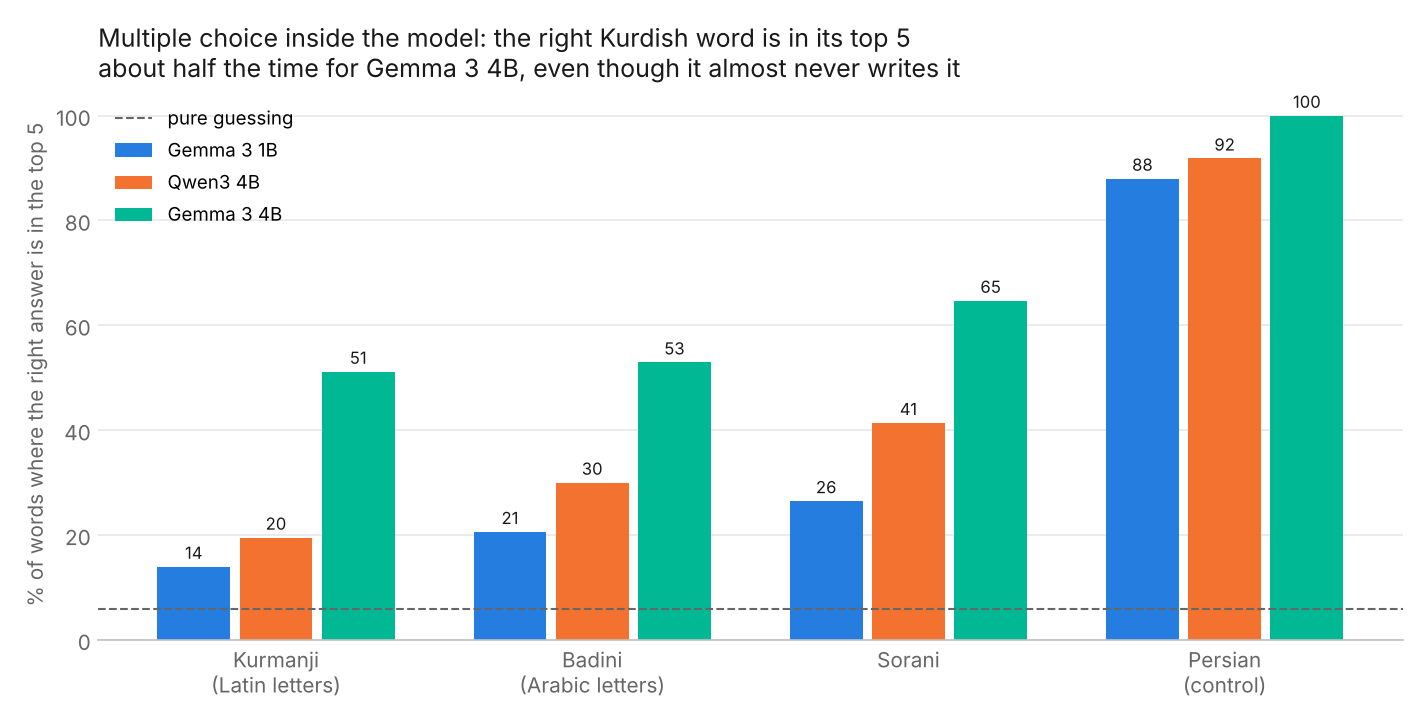 Multiple choice inside the model: the right Kurdish word is in its top 5
about half the time for Gemma 3 4B, even though it almost never writes it
% of words where the right answer is in the top 5
100
80
60
40
20
0
pure guessing
Gemma 3 1B
Qwen3 4B
Gemma 3 4B
14
20
51
21
30
53
26
41
65
88
92
100
Kurmanji
(Latin letters)
Badini
(Arabic letters)
Sorani
Persian
(control)